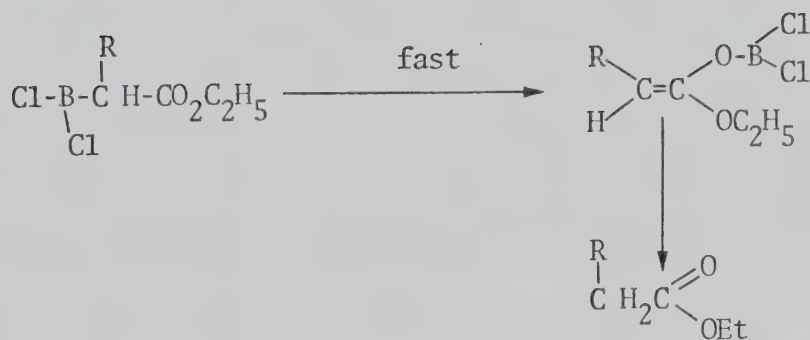 R
Cl-B-C H-CO₂C₂H₅
Cl
fast
R
H
C=C
O-B
Cl
Cl
OC₂H₅
R
C H₂C
O
OEt